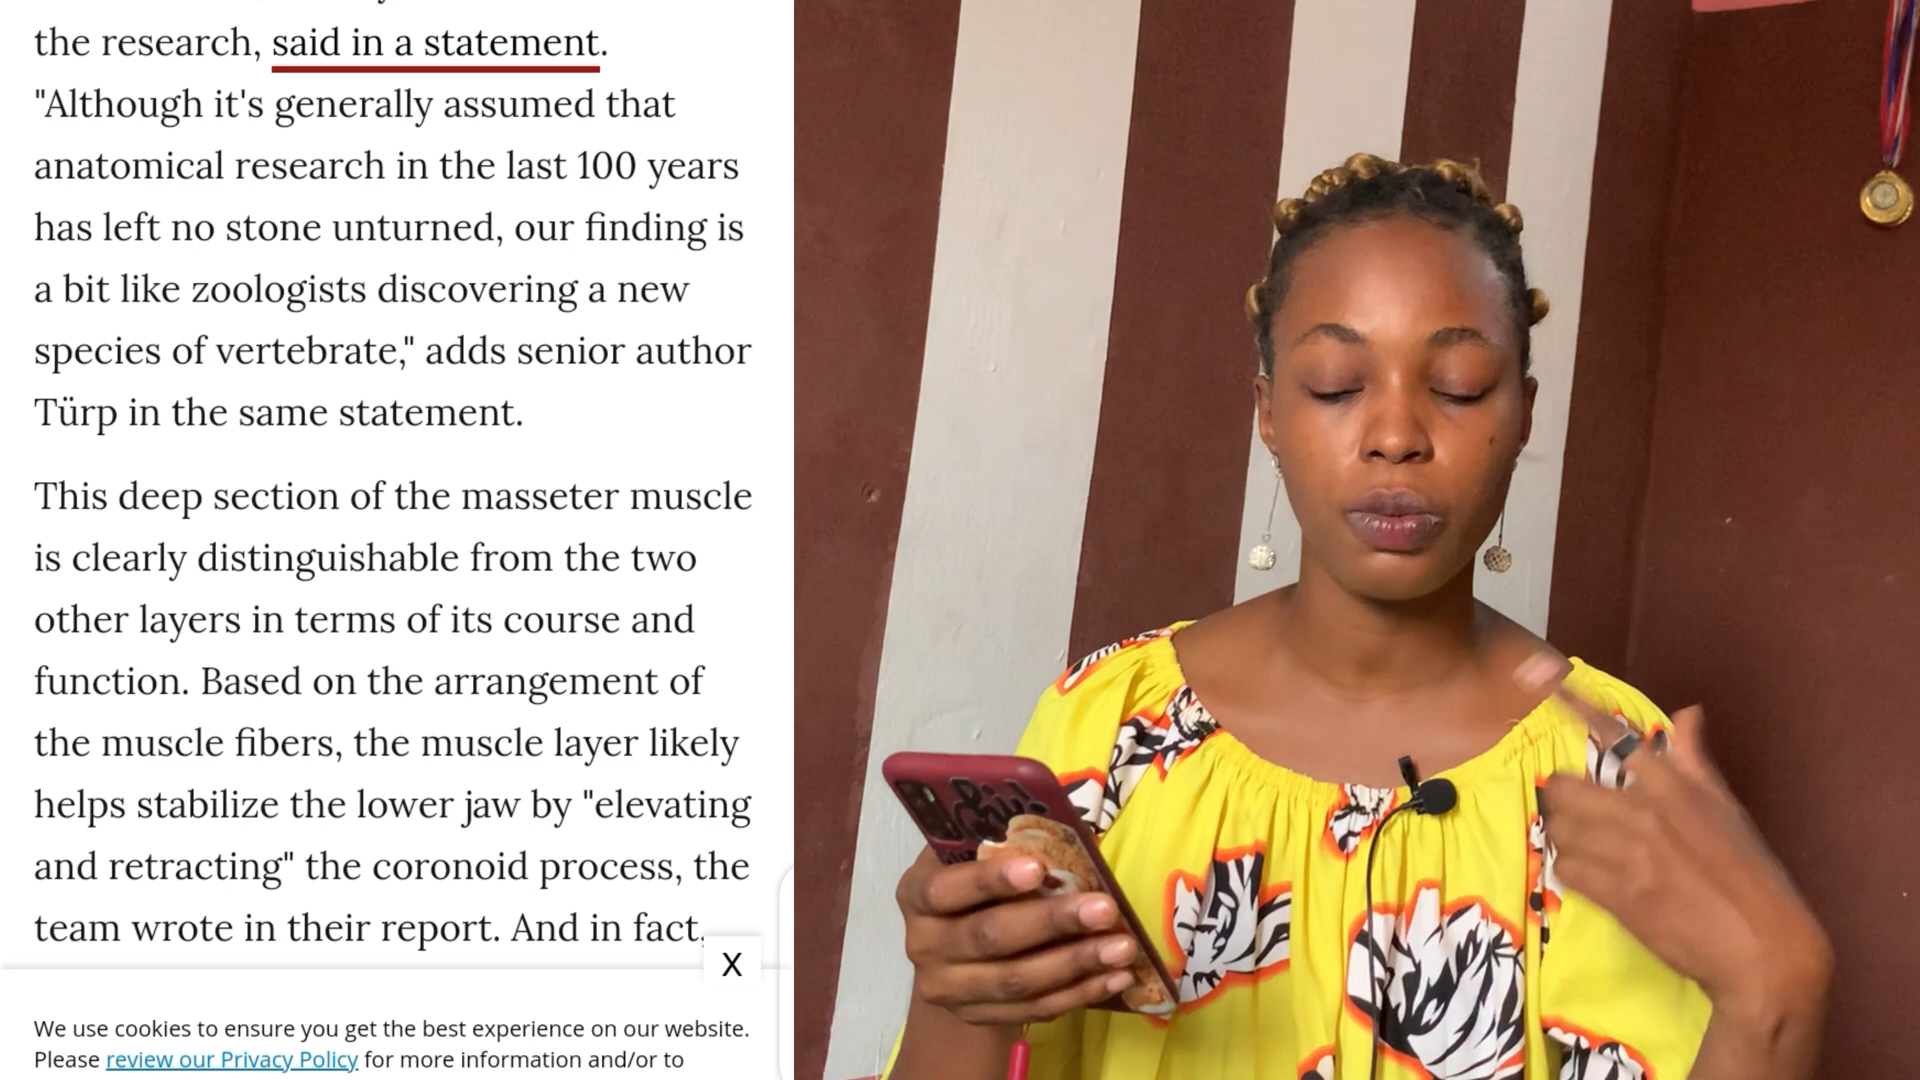 the research, said in a statement.
"Although it's generally assumed that
anatomical research in the last 100 years
has left no stone unturned, our finding is
a bit like zoologists discovering a new
species of vertebrate," adds senior author
Türp in the same statement.
This deep section of the masseter muscle
is clearly distinguishable from the two
other layers in terms of its course and
function. Based on the arrangement of
the muscle fibers, the muscle layer likely
helps stabilize the lower jaw by "elevating
and retracting" the coronoid process, the
team wrote in their report. And in fact,
X
We use cookies to ensure you get the best experience on our website.
Please review our Privacy Policy for more information and/or to